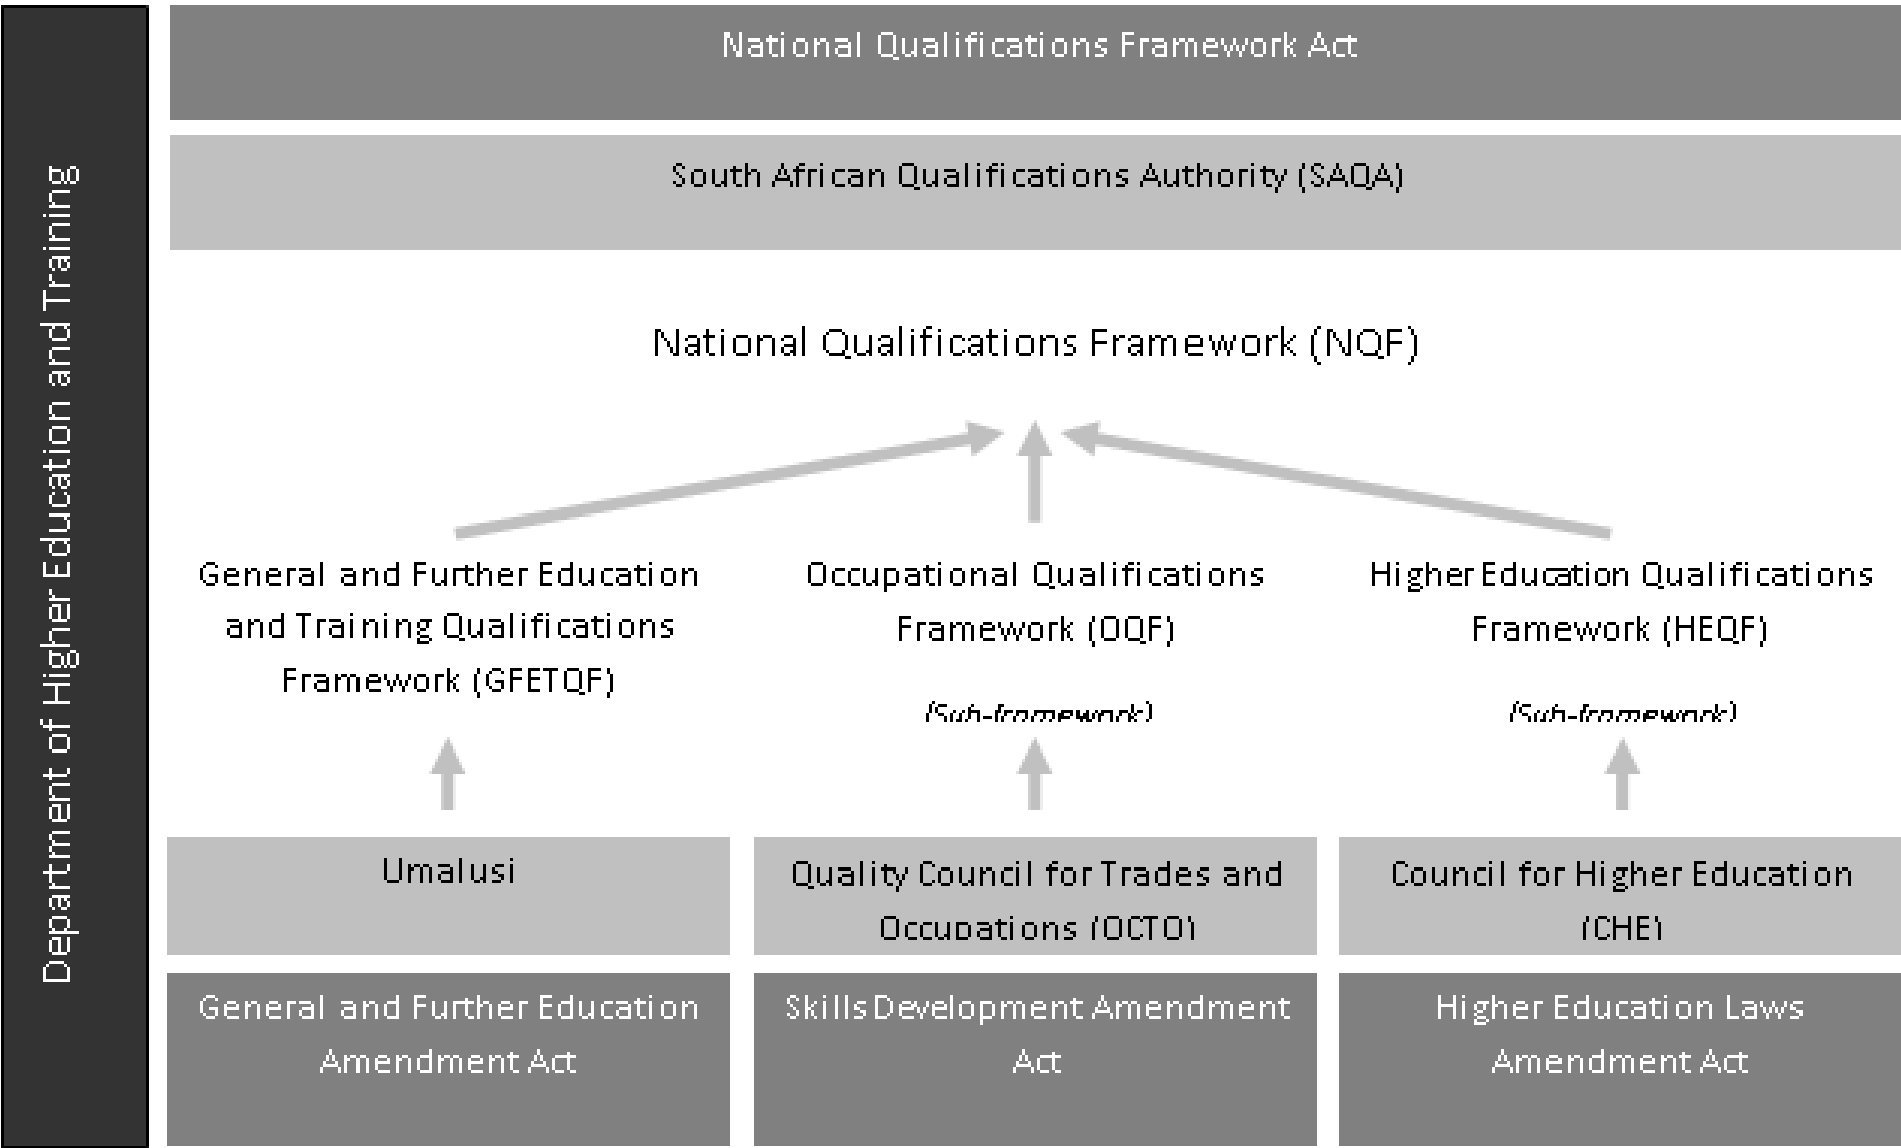 Department of Higher Education and Training
National Qualifications Framework Act
South African Qualifications Authority (SAQA)
National Qualifications Framework (NQF)
General and Further Education
and Training Qualifications
Framework (GFETQF)
Occupational Qualifications
Framework (OQF)
(Sub-framework)
Higher Education Qualifications
Framework (HEQF)
(Sub-framework)
Umalusi
Quality Council for Trades and
Occupations (QCTO)
Council for Higher Education
(CHE)
General and Further Education
Amendment Act
Skills Development Amendment
Act
Higher Education Laws
Amendment Act